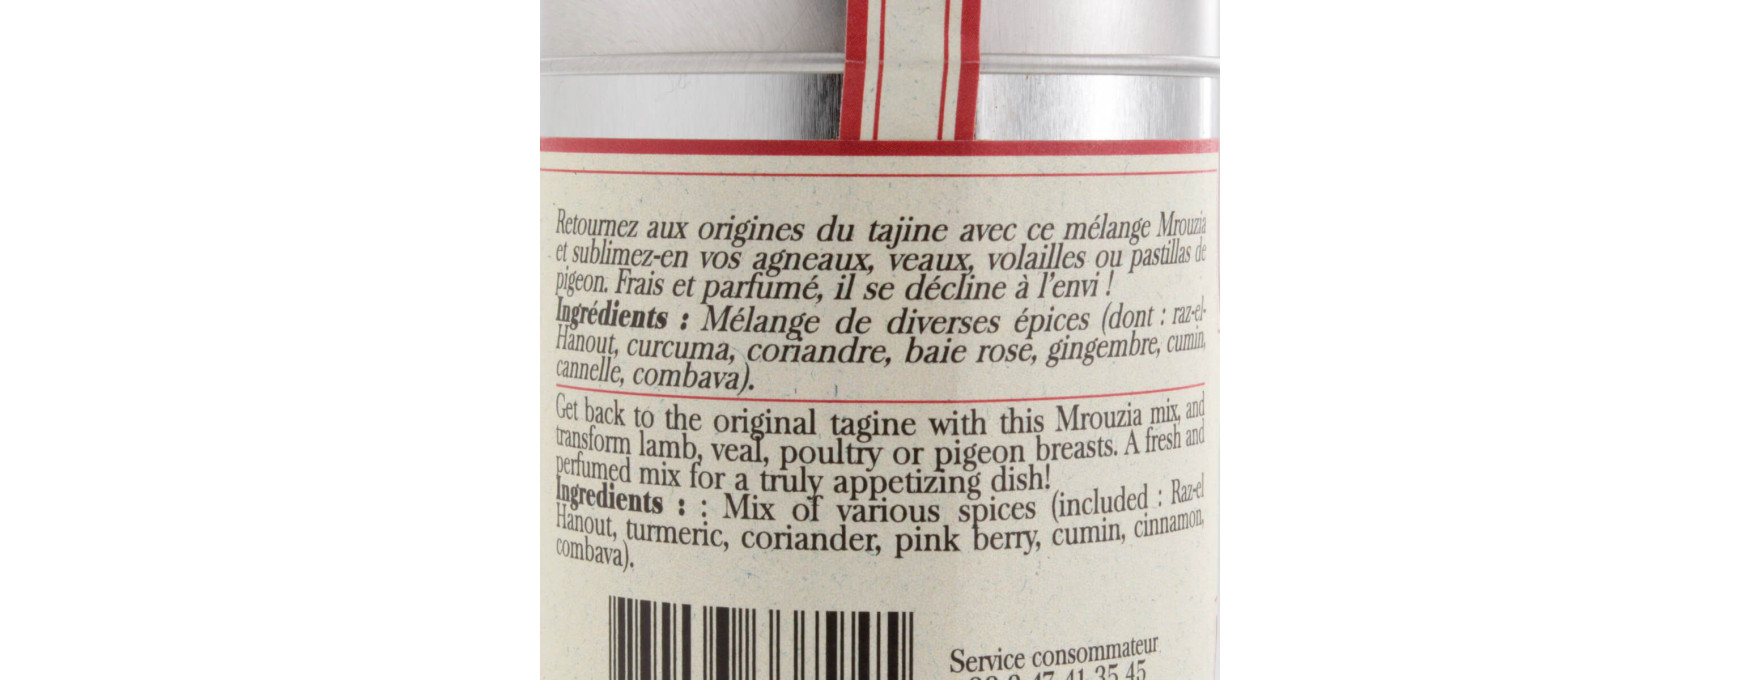 Retournez aux origines du tajine avec ce mélange Mrouzia
et sublimez-en vos agneaux, veaux, volailles ou pastillas de
pigeon. Frais et parfumé, il se décline à l'envi !
Ingrédients : Mélange de diverses épices (dont : raz-el-
Hanout, curcuma, coriandre, baie rose, gingembre, cumin,
cannelle, combava).
Get back to the original tagine with this Mrouzia mix, and
transform lamb, veal, poultry or pigeon breasts. A fresh and
perfumed mix for a truly appetizing dish!
Ingredients : : Mix of various spices (included : Raz-el
Hanout, turmeric, coriander, pink berry, cumin, cinnamon,
combava).
Service consommateur
47 41 35 45